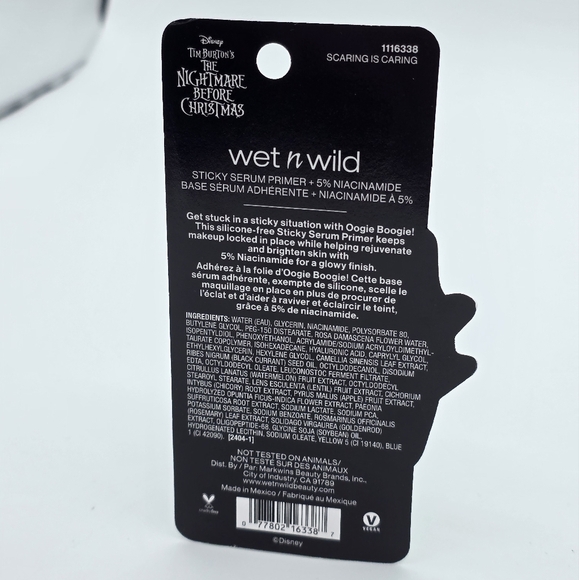 Disney
TIM BURTON'S
THE
NIGHTMARE
BEFORE
CHRISTMAS
1116338
SCARING IS CARING
wet n wild
STICKY SERUM PRIMER + 5% NIACINAMIDE
BASE SÉRUM ADHÉRENTE + NIACINAMIDE À 5%
Get stuck in a sticky situation with Oogie Boogie!
This silicone-free Sticky Serum Primer keeps
makeup locked in place while helping rejuvenate
and brighten skin with
5% Niacinamide for a glowy finish.
Adhérez à la folie d'Oogie Boogie! Cette base
sérum adhérente, exempte de silicone, scelle le
maquillage en place en plus de procurer de
l'éclat et d'aider à raviver et éclaircir le teint,
grâce à 5% de niacinamide.
INGREDIENTS: WATER (EAU), GLYCERIN, NIACINAMIDE, POLYSORBATE 80,
BUTYLENE GLYCOL, PEG-150 DISTEARATE, ROSA DAMASCENA FLOWER WATER,
ISOPENTYLDIOL, PHENOXYETHANOL, ACRYLAMIDE/SODIUM ACRYLOYLDIMETHYL-
TAURATE COPOLYMER, ISOHEXADECANE, HYALURONIC ACID, CAPRYLYL GLYCOL,
ETHYLHEXYLGLYCERIN, HEXYLENE GLYCOL, CAMELLIA SINENSIS LEAF EXTRACT,
RIBES NIGRUM (BLACK CURRANT) SEED OIL, OCTYLDODECANOL, DISODIUM
EDTA, OCTYLDODECYL OLEATE, LEUCONOSTOC FERMENT FILTRATE,
CITRULLUS LANATUS (WATERMELON) FRUIT EXTRACT, OCTYLDODECYL
STEAROYL STEARATE, LENS ESCULENTA (LENTIL) FRUIT EXTRACT, CICHORIUM
INTYBUS (CHICORY) ROOT EXTRACT, PYRUS MALUS (APPLE) FRUIT EXTRACT,
HYDROLYZED OPUNTIA FICUS-INDICA FLOWER EXTRACT, PAEONIA
SUFFRUTICOSA ROOT EXTRACT, SODIUM LACTATE, SODIUM PCA,
POTASSIUM SORBATE, SODIUM BENZOATE, ROSMARINUS OFFICINALIS
(ROSEMARY) LEAF EXTRACT, SOLIDAGO VIRGAUREA (GOLDENROD)
EXTRACT, OLIGOPEPTIDE-68, GLYCINE SOJA (SOYBEAN) OIL,
HYDROGENATED LECITHIN, SODIUM OLEATE, YELLOW 5 (CI 19140), BLUE
1 (CI 42090). [2404-1]
NOT TESTED ON ANIMALS/
NON TESTÉ SUR DES ANIMAUX
Dist. By / Par: Markwins Beauty Brands, Inc.,
City of Industry, CA 91789
www.wetnwildbeauty.com
Made in Mexico / Fabriqué au Mexique
0 77802 16338 7
VEGAN
©Disney